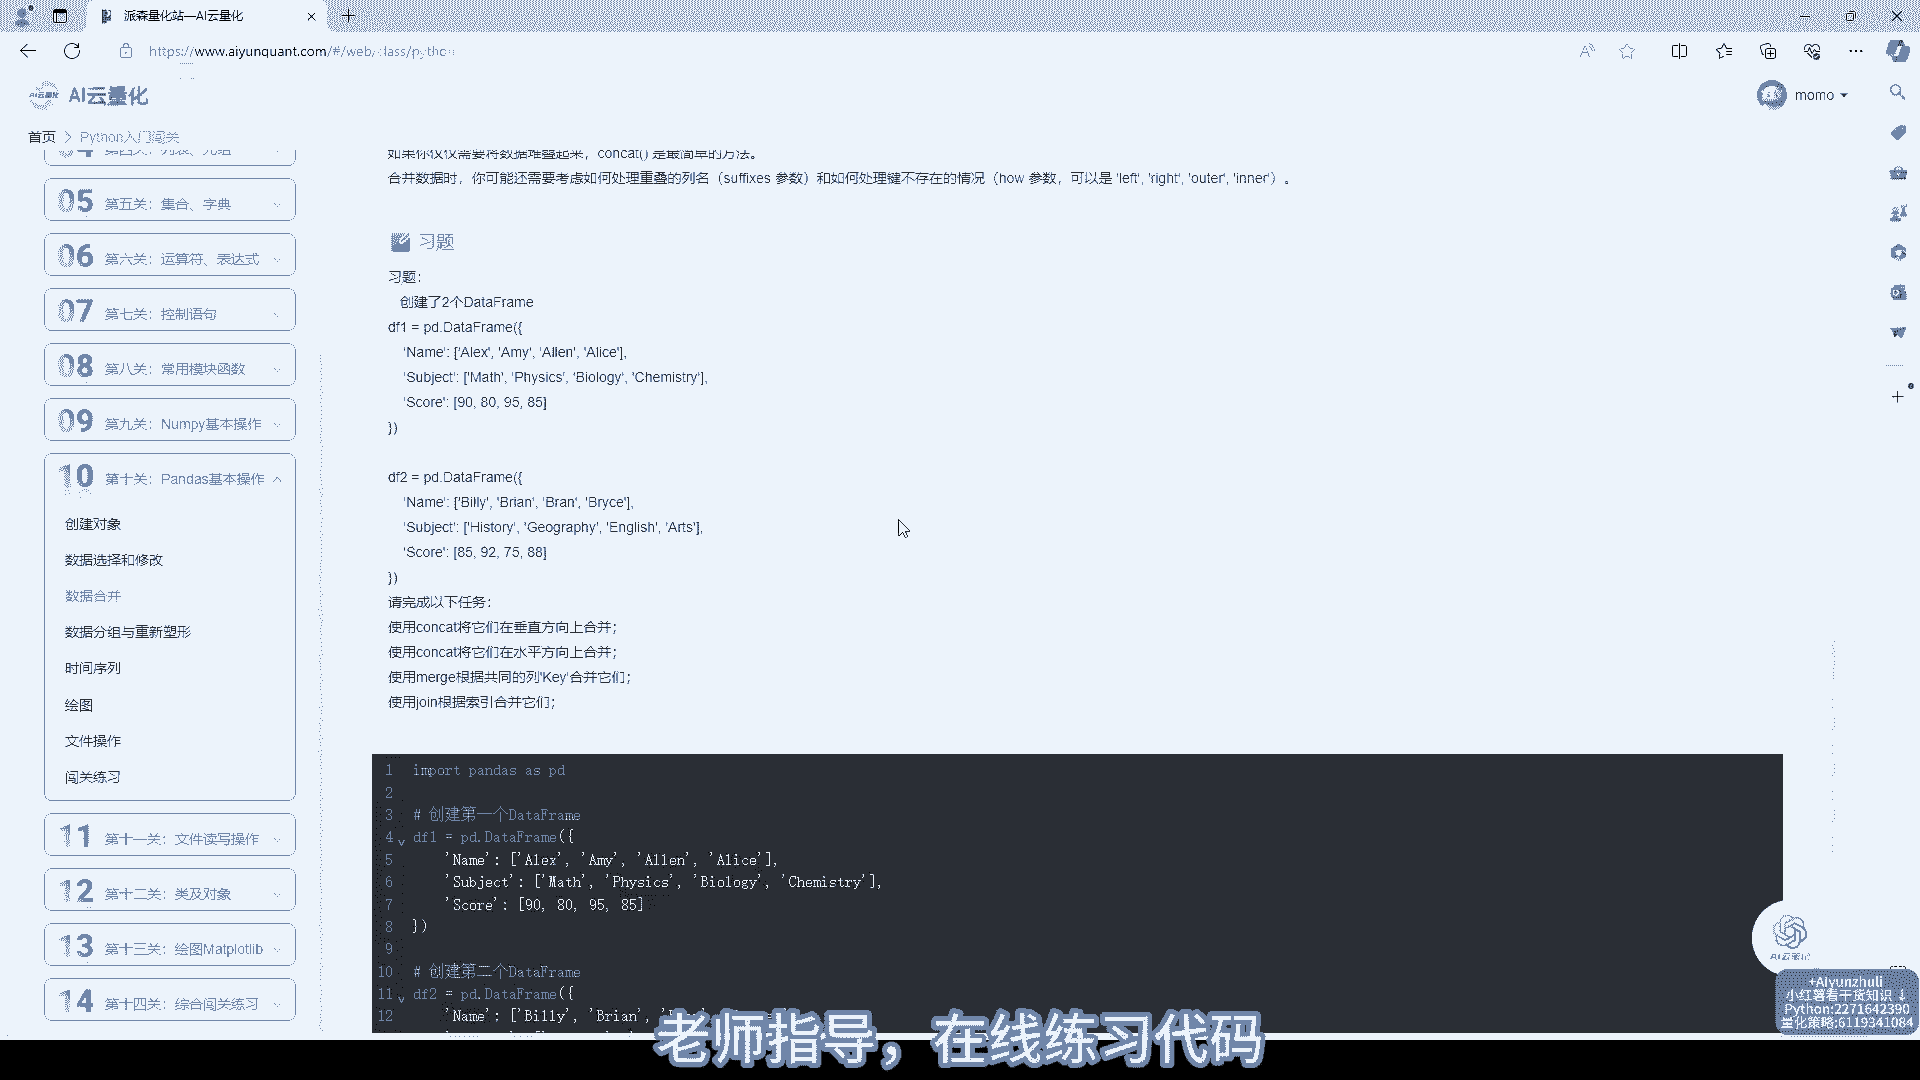 派森量化站—AI云量化
https://www.aiyunquant.com/#/web/class/python
AI云量化
momo
首页 > Python入门闯关
第四关：列表、元组
05 第五关：集合、字典
06 第六关：运算符、表达式
07 第七关：控制语句
08 第八关：常用模块函数
09 第九关：Numpy基本操作
10 第十关：Pandas基本操作
创建对象
数据选择和修改
数据合并
数据分组与重新塑形
时间序列
绘图
文件操作
闯关练习
11 第十一关：文件读写操作
12 第十二关：类及对象
13 第十三关：绘图Matplotlib
14 第十四关：综合闯关练习
如果你仅仅需要将数据堆叠起来，concat() 是最简单的方法。
合并数据时，你可能还需要考虑如何处理重叠的列名（suffixes 参数）和如何处理键不存在的情况（how 参数，可以是 'left', 'right', 'outer', 'inner'）。
习题
习题：
创建了2个DataFrame
df1 = pd.DataFrame({
'Name': ['Alex', 'Amy', 'Allen', 'Alice'],
'Subject': ['Math', 'Physics', 'Biology', 'Chemistry'],
'Score': [90, 80, 95, 85]
})
df2 = pd.DataFrame({
'Name': ['Billy', 'Brian', 'Bran', 'Bryce'],
'Subject': ['History', 'Geography', 'English', 'Arts'],
'Score': [85, 92, 75, 88]
})
请完成以下任务：
使用concat将它们在垂直方向上合并；
使用concat将它们在水平方向上合并；
使用merge根据共同的列'Key'合并它们；
使用join根据索引合并它们；
1 import pandas as pd
2
3 # 创建第一个DataFrame
4 df1 = pd.DataFrame({
5 'Name': ['Alex', 'Amy', 'Allen', 'Alice'],
6 'Subject': ['Math', 'Physics', 'Biology', 'Chemistry'],
7 'Score': [90, 80, 95, 85]
8 })
9
10 # 创建第二个DataFrame
11 df2 = pd.DataFrame({
12 'Name': ['Billy', 'Brian',
AI云量化
+Aiyunzhuli
小红薯看干货知识 ↓
Python:2271642390
量化策略:6119341084
老师指导，在线练习代码